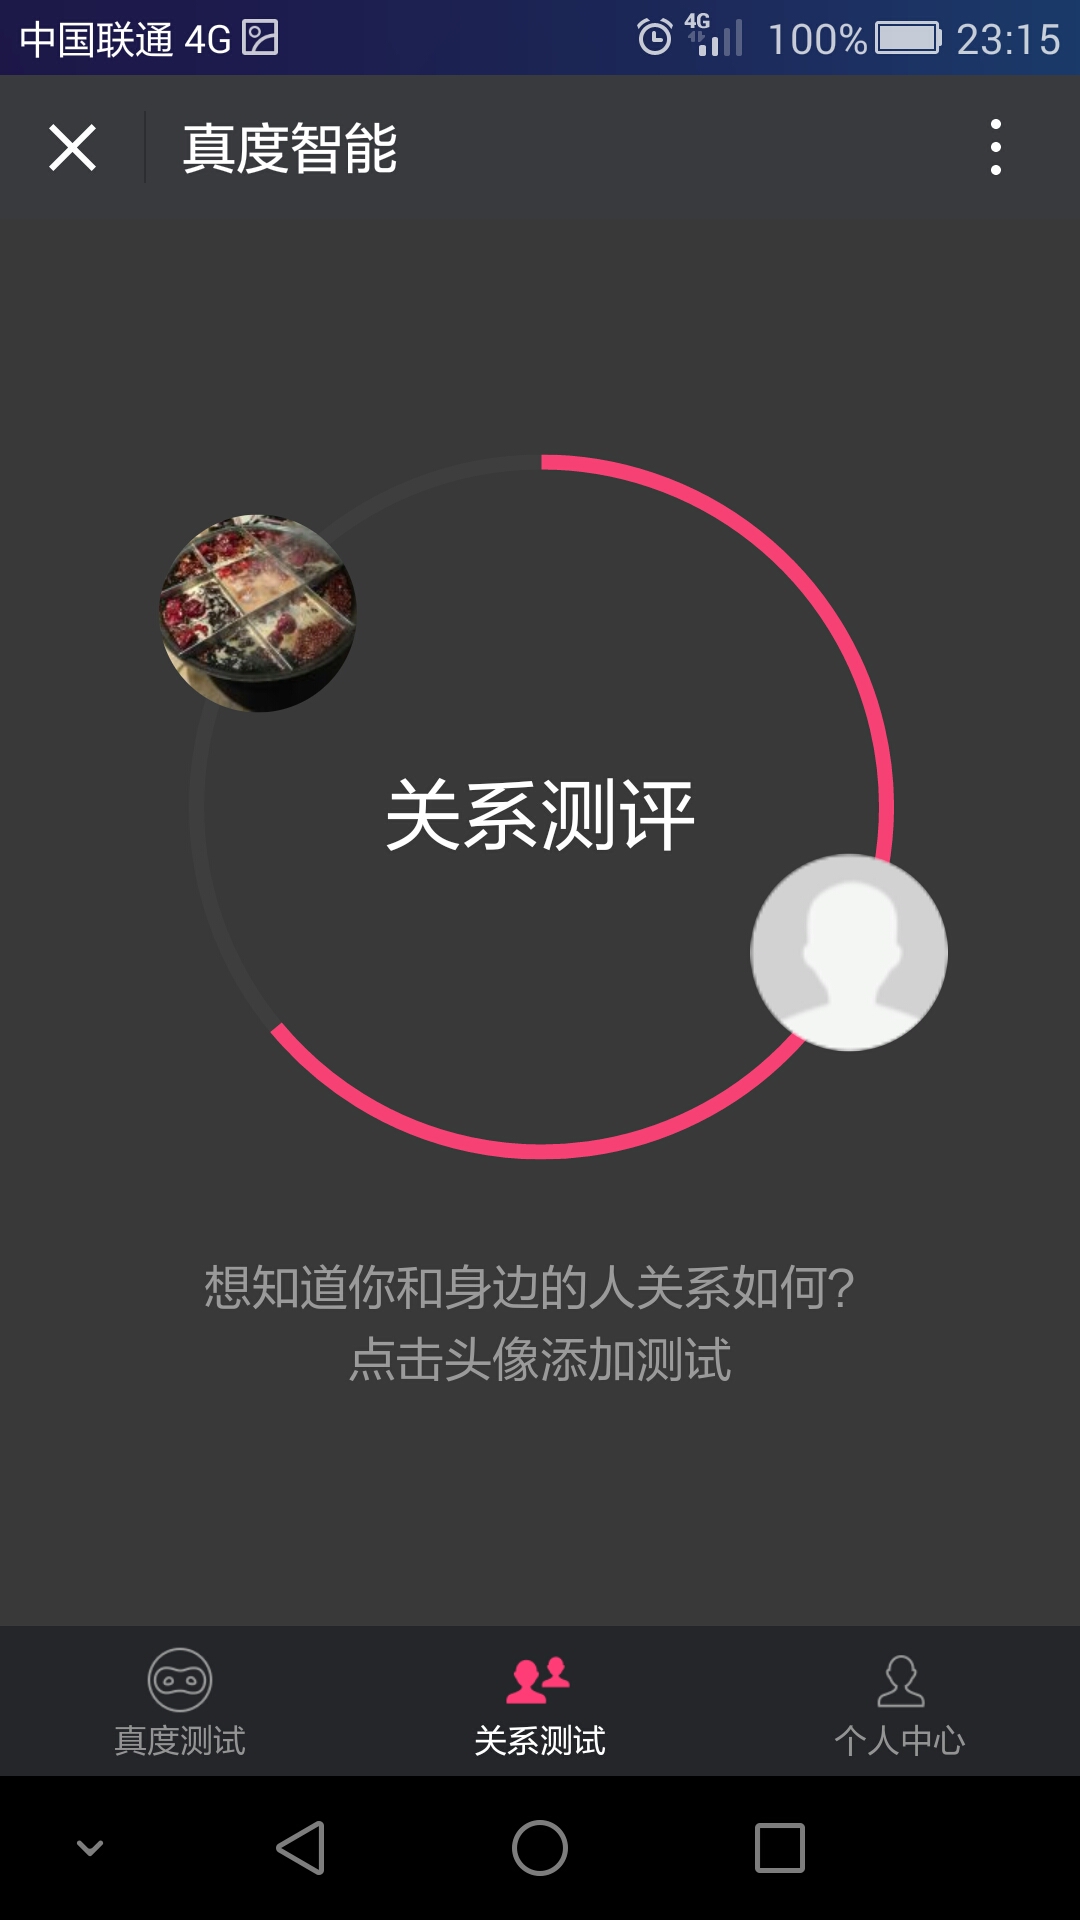 中国联通 4G 4G 100% 23:15
真度智能
关系测评
想知道你和身边的人关系如何?
点击头像添加测试
真度测试 关系测试 个人中心